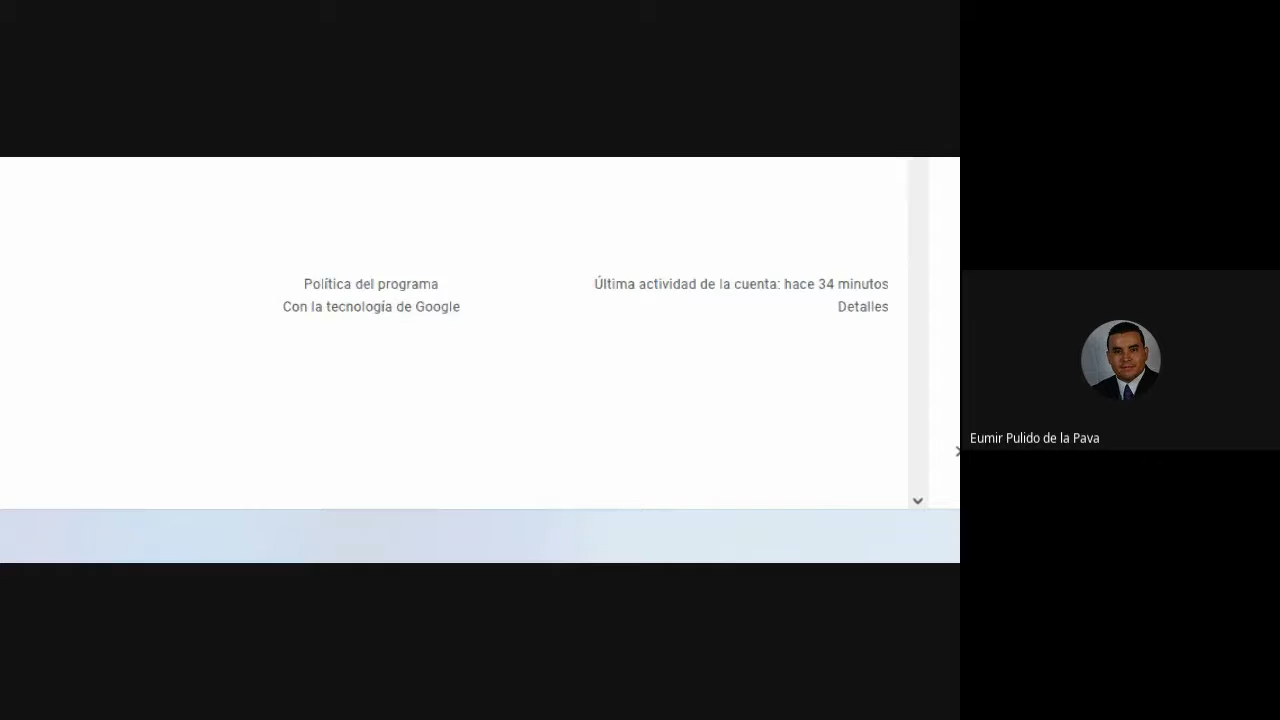 Política del programa
Con la tecnología de Google
Última actividad de la cuenta: hace 34 minutos
Detalles
Eumir Pulido de la Pava